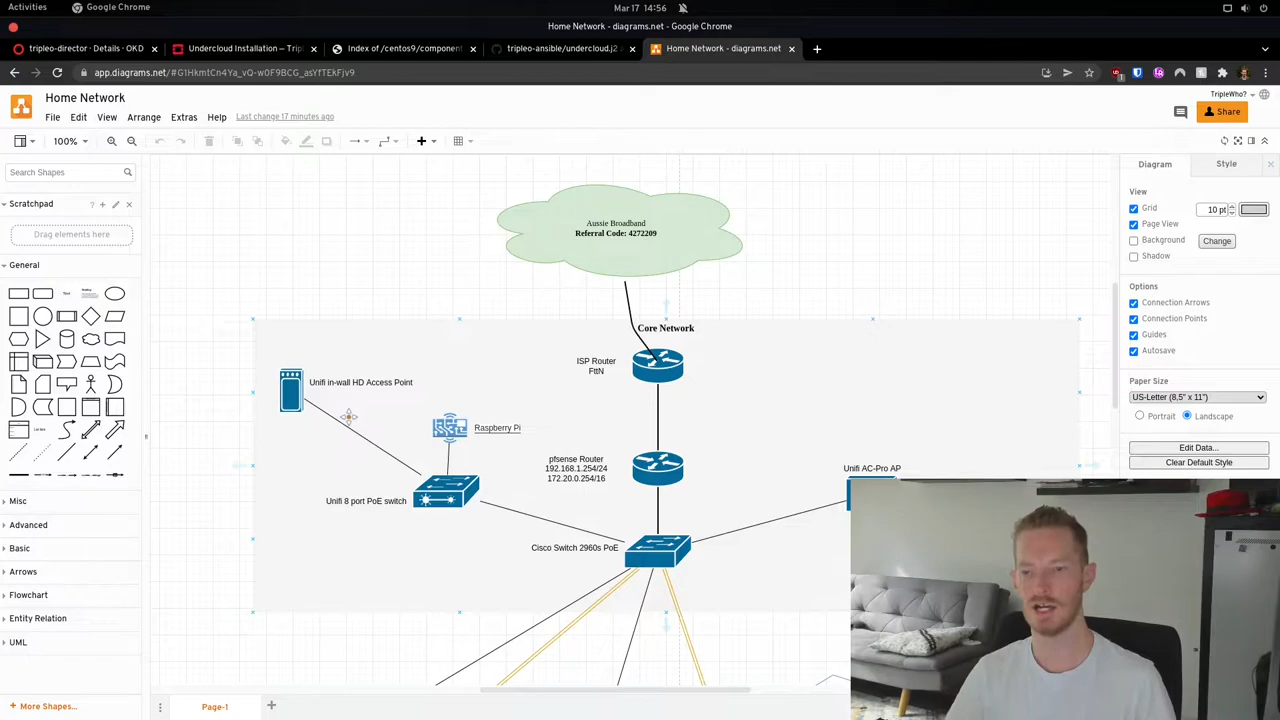 Activities
Google Chrome
Mar 17 14:56
Home Network - diagrams.net - Google Chrome
tripleo-director · Details · OKD
Undercloud Installation — Tripl
Index of /centos9/component
tripleo-ansible/undercloud.j2
Home Network - diagrams.net
app.diagrams.net/#G1HkmtCn4Ya_vQ-w0F9BCG_asYfTEkFjv9
Home Network
TripleWho?
File
Edit
View
Arrange
Extras
Help
Last change 17 minutes ago
Share
100%
Search Shapes
Scratchpad
Drag elements here
General
Misc
Advanced
Basic
Arrows
Flowchart
Entity Relation
UML
More Shapes...
Aussie Broadband
Referral Code: 4272209
Core Network
ISP Router
FttN
Unifi in-wall HD Access Point
Raspberry Pi
pfsense Router
192.168.1.254/24
172.20.0.254/16
Unifi AC-Pro AP
Unifi 8 port PoE switch
Cisco Switch 2960s PoE
Page-1
Diagram
Style
View
Grid
10 pt
Page View
Background
Change
Shadow
Options
Connection Arrows
Connection Points
Guides
Autosave
Paper Size
US-Letter (8,5" x 11")
Portrait
Landscape
Edit Data...
Clear Default Style